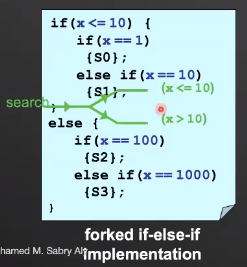 if(x <= 10) {
if(x == 1)
{S0};
else if(x == 10)
{S1}; (x <= 10)
search
}
else { (x > 10)
if(x == 100)
{S2};
else if(x == 1000)
{S3};
}
forked if-else-if
hamed M. Sabry
implementation